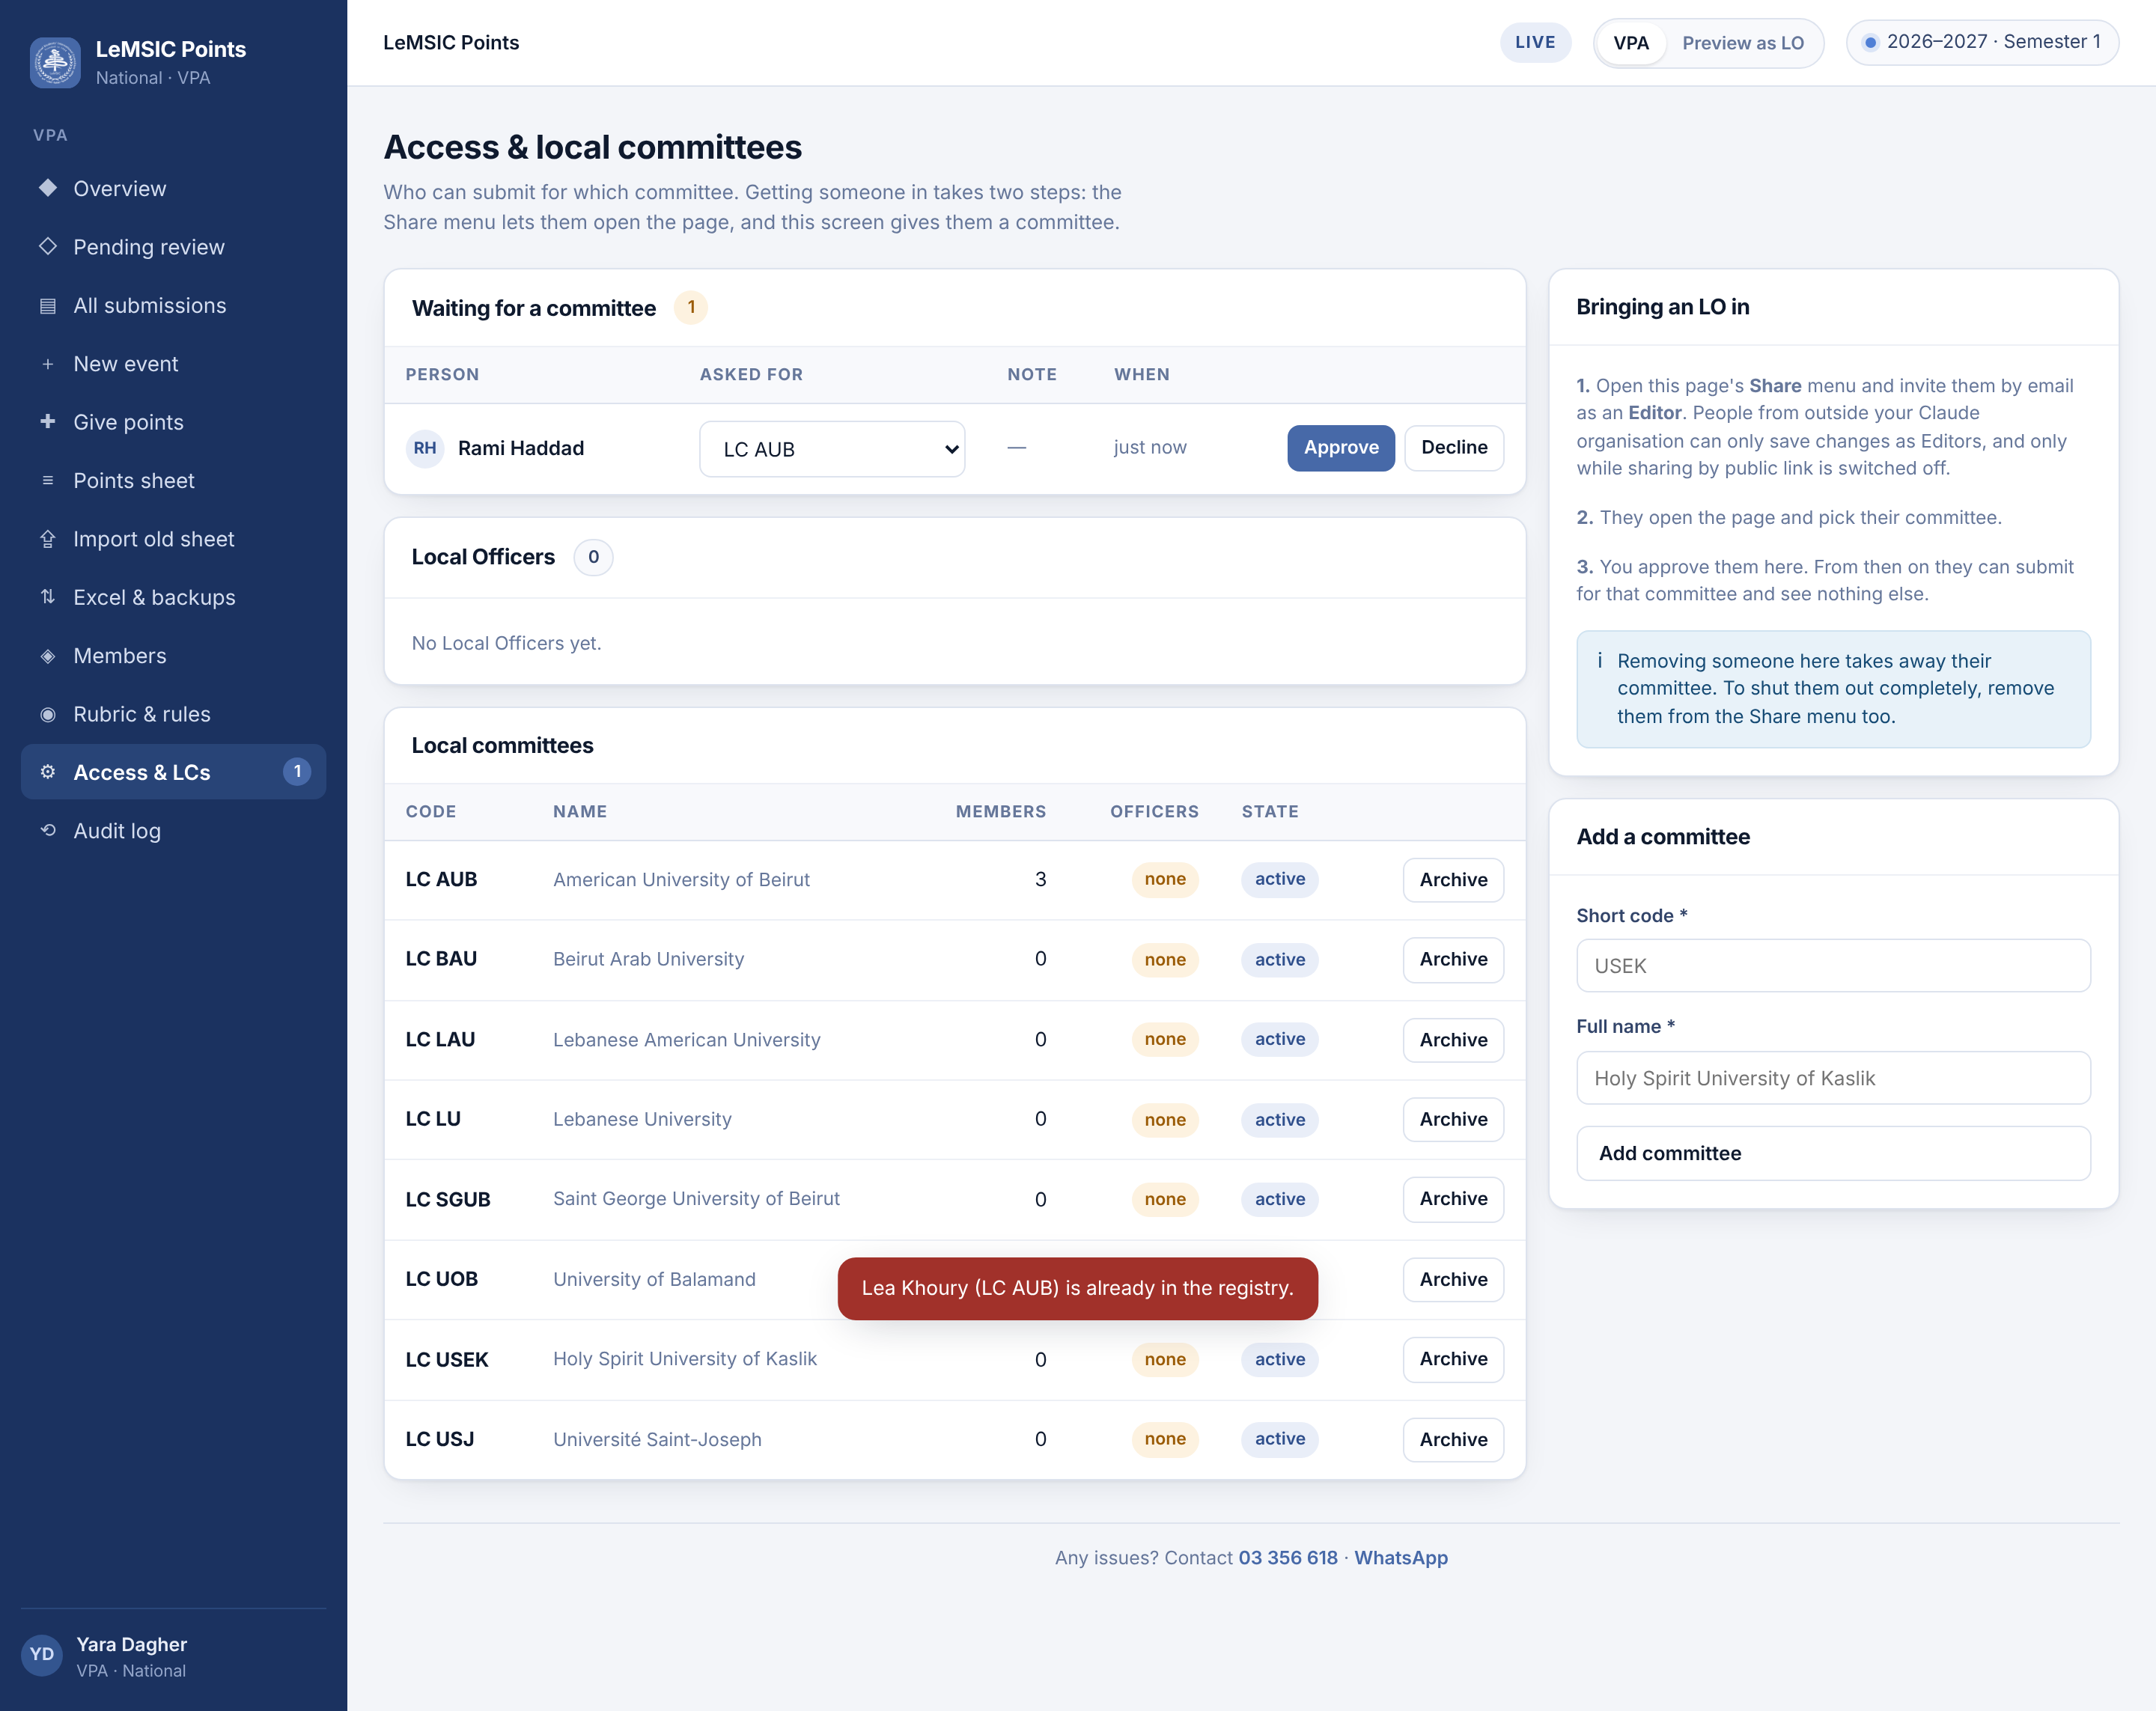 LeMSIC Points
National · VPA
VPA
Overview
Pending review
All submissions
New event
Give points
Points sheet
Import old sheet
Excel & backups
Members
Rubric & rules
Access & LCs 1
Audit log
YD
Yara Dagher
VPA · National
LeMSIC Points
LIVE
VPA Preview as LO
2026–2027 · Semester 1
Access & local committees
Who can submit for which committee. Getting someone in takes two steps: the
Share menu lets them open the page, and this screen gives them a committee.
Waiting for a committee 1
PERSON ASKED FOR NOTE WHEN
RH Rami Haddad LC AUB — just now Approve Decline
Local Officers 0
No Local Officers yet.
Local committees
CODE NAME MEMBERS OFFICERS STATE
LC AUB American University of Beirut 3 none active Archive
LC BAU Beirut Arab University 0 none active Archive
LC LAU Lebanese American University 0 none active Archive
LC LU Lebanese University 0 none active Archive
LC SGUB Saint George University of Beirut 0 none active Archive
LC UOB University of Balamand Archive
Lea Khoury (LC AUB) is already in the registry.
LC USEK Holy Spirit University of Kaslik 0 none active Archive
LC USJ Université Saint-Joseph 0 none active Archive
Bringing an LO in
1. Open this page's Share menu and invite them by email
as an Editor. People from outside your Claude
organisation can only save changes as Editors, and only
while sharing by public link is switched off.
2. They open the page and pick their committee.
3. You approve them here. From then on they can submit
for that committee and see nothing else.
i Removing someone here takes away their
committee. To shut them out completely, remove
them from the Share menu too.
Add a committee
Short code *
USEK
Full name *
Holy Spirit University of Kaslik
Add committee
Any issues? Contact 03 356 618 · WhatsApp